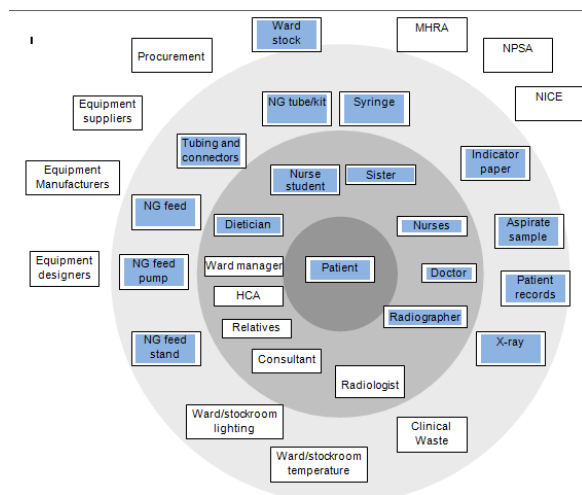 Ward
stock
MHRA
Procurement
NPSA
NICE
Equipment
suppliers
NG tube/kit
Syringe
Tubing and
connectors
Indicator
paper
Equipment
Manufacturers
Nurse
student
Sister
NG feed
Dietician
Nurses
Aspirate
sample
Equipment
designers
NG feed
pump
Ward manager
Patient
Doctor
Patient
records
HCA
Relatives
Radiographer
NG feed
stand
X-ray
Consultant
Radiologist
Ward/stockroom
lighting
Clinical
Waste
Ward/stockroom
temperature